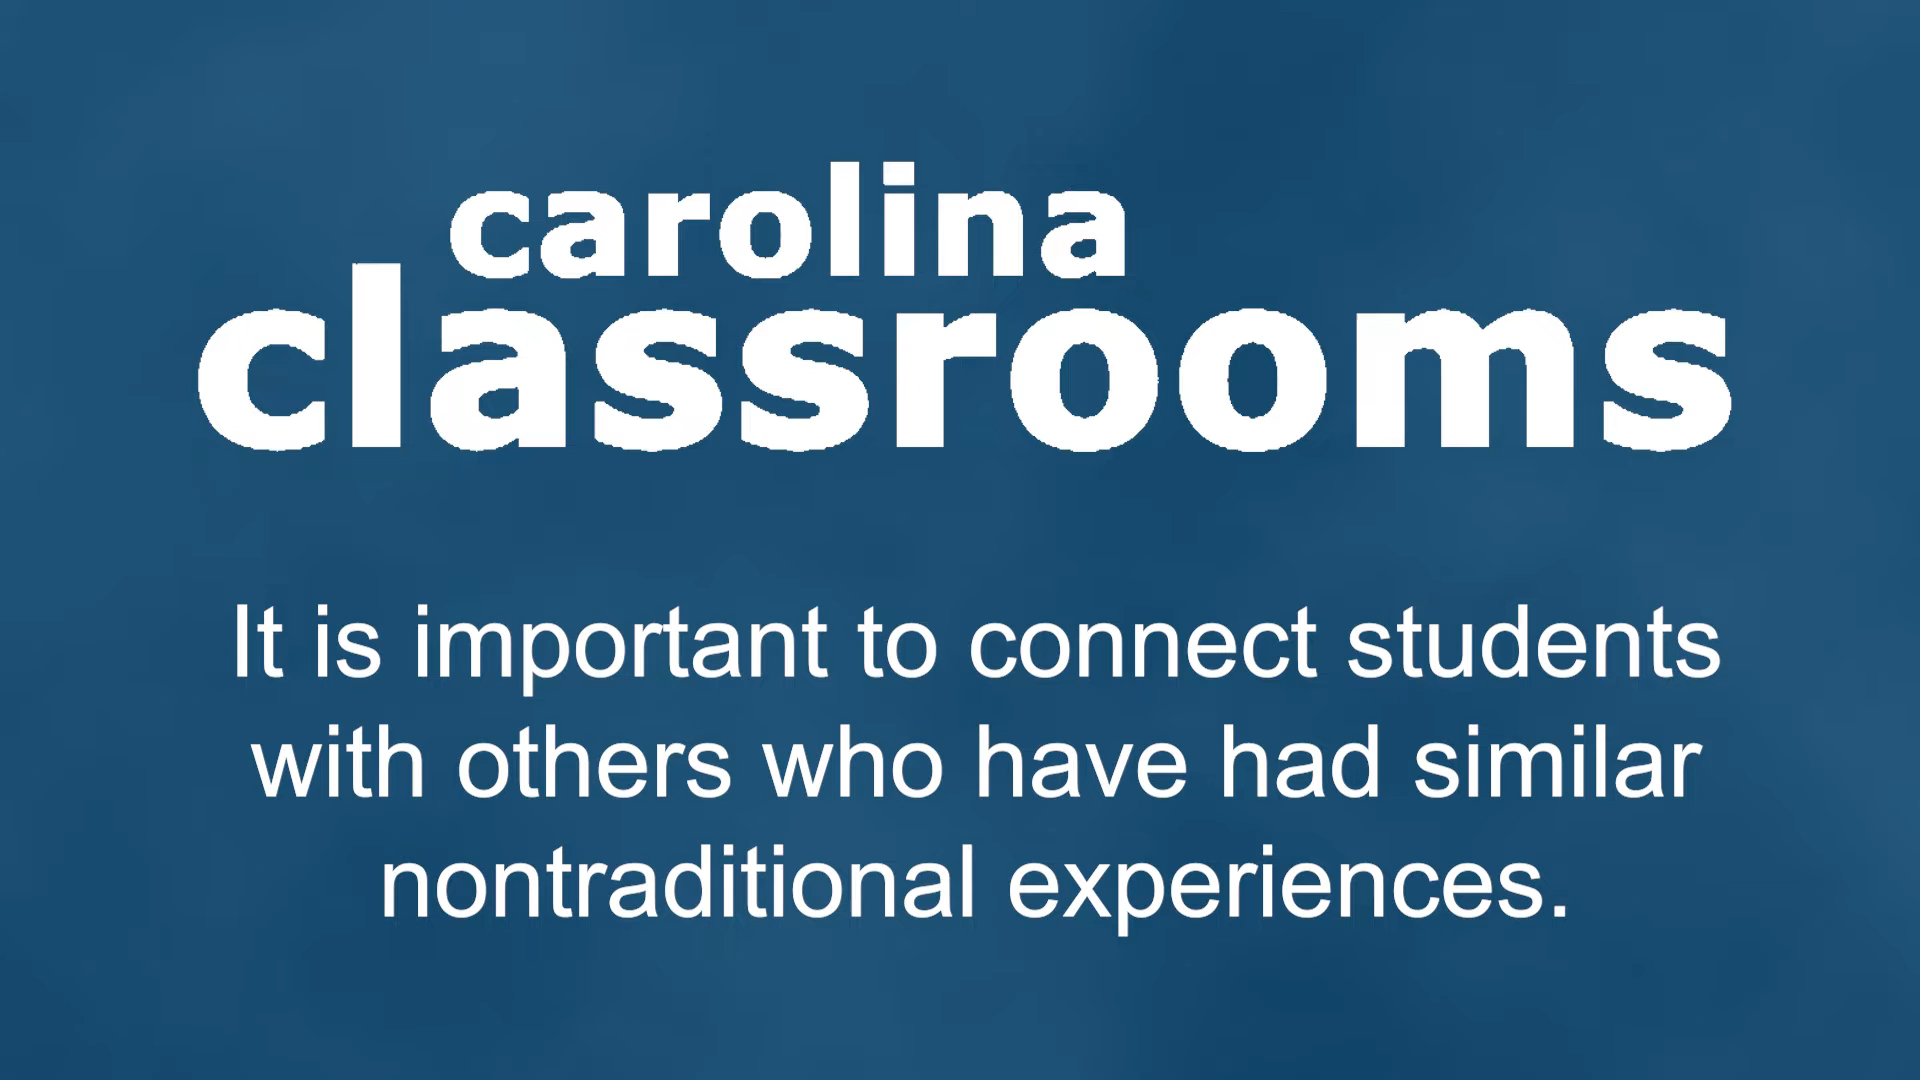 carolina
classrooms
It is important to connect students
with others who have had similar
nontraditional experiences.